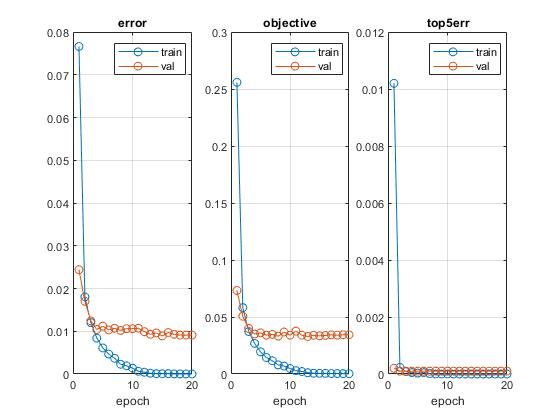 error
train
val
0.08
0.07
0.06
0.05
0.04
0.03
0.02
0.01
0
0 10 20
epoch
objective
train
val
0.3
0.25
0.2
0.15
0.1
0.05
0
0 10 20
epoch
top5err
train
val
0.012
0.01
0.008
0.006
0.004
0.002
0
0 10 20
epoch